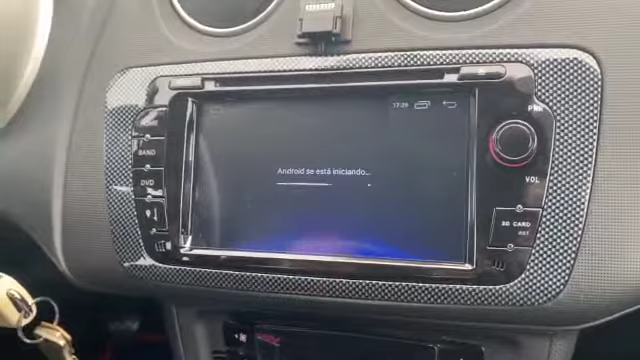 17:29
Android se está iniciando...
BAND
DVD
PWR
VOL
SD CARD
RST